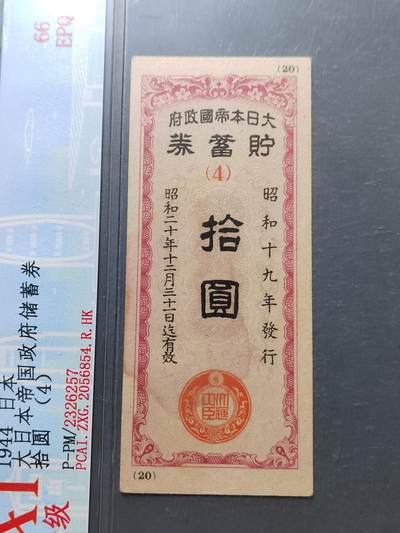 (20)
大日本帝國政府
貯蓄券
(4)
昭和十九年發行
拾圓
昭和二十年十二月三十一日迄有效
(20)
66
EPQ
1944 日本
大日本帝国政府储蓄券
拾圆 (4)
P-PM/2326257
PCAI.ZXG.2056854.R.HK
级